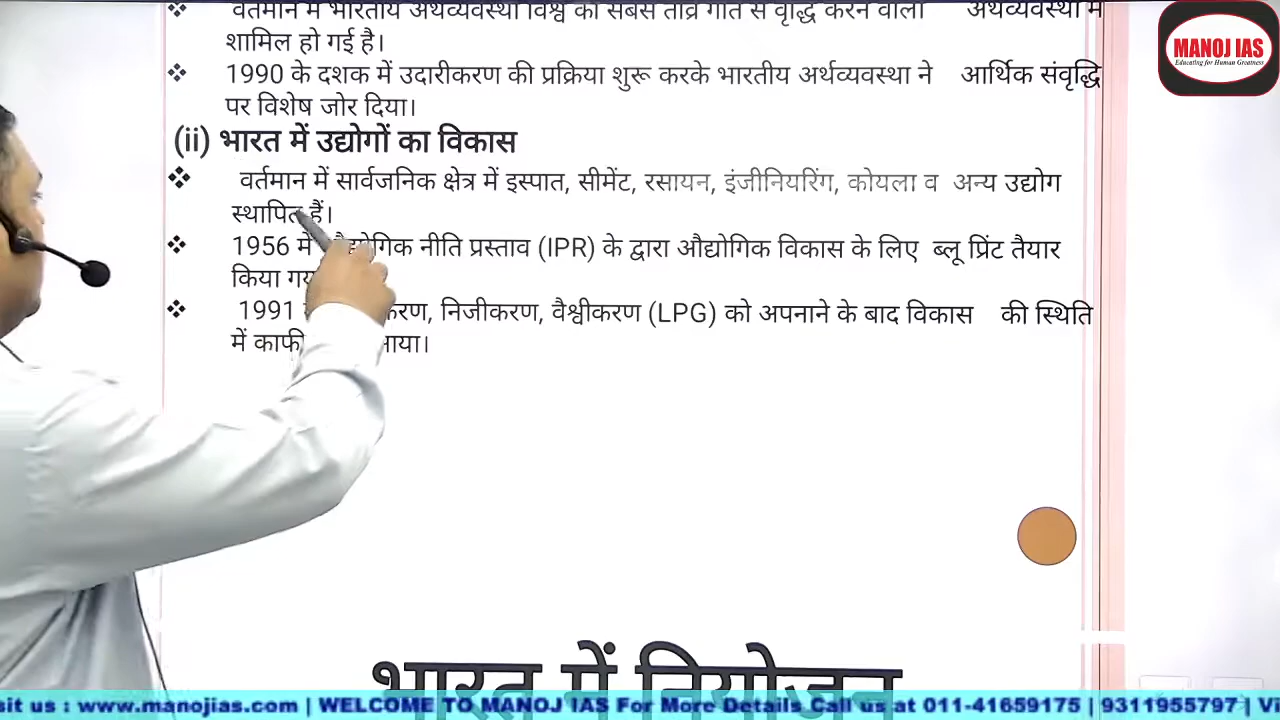 वर्तमान में भारतीय अर्थव्यवस्था विश्व की सबसे तीव्र गति से वृद्धि करने वाली अर्थव्यवस्था में
शामिल हो गई है।
1990 के दशक में उदारीकरण की प्रक्रिया शुरू करके भारतीय अर्थव्यवस्था ने आर्थिक संवृद्धि
पर विशेष जोर दिया।
(ii) भारत में उद्योगों का विकास
वर्तमान में सार्वजनिक क्षेत्र में इस्पात, सीमेंट, रसायन, इंजीनियरिंग, कोयला व अन्य उद्योग
स्थापित हैं।
1956 में नीति प्रस्ताव (IPR) के द्वारा औद्योगिक विकास के लिए ब्लू प्रिंट तैयार
किया
1991 निजीकरण, वैश्वीकरण (LPG) को अपनाने के बाद विकास की स्थिति
में
भारत में नियोजन
MANOJ IAS
Educating for Human Greatness
sit us : www.manojias.com | WELCOME TO MANOJ IAS For More Details Call us at 011-41659175 | 9311955797 | Vi